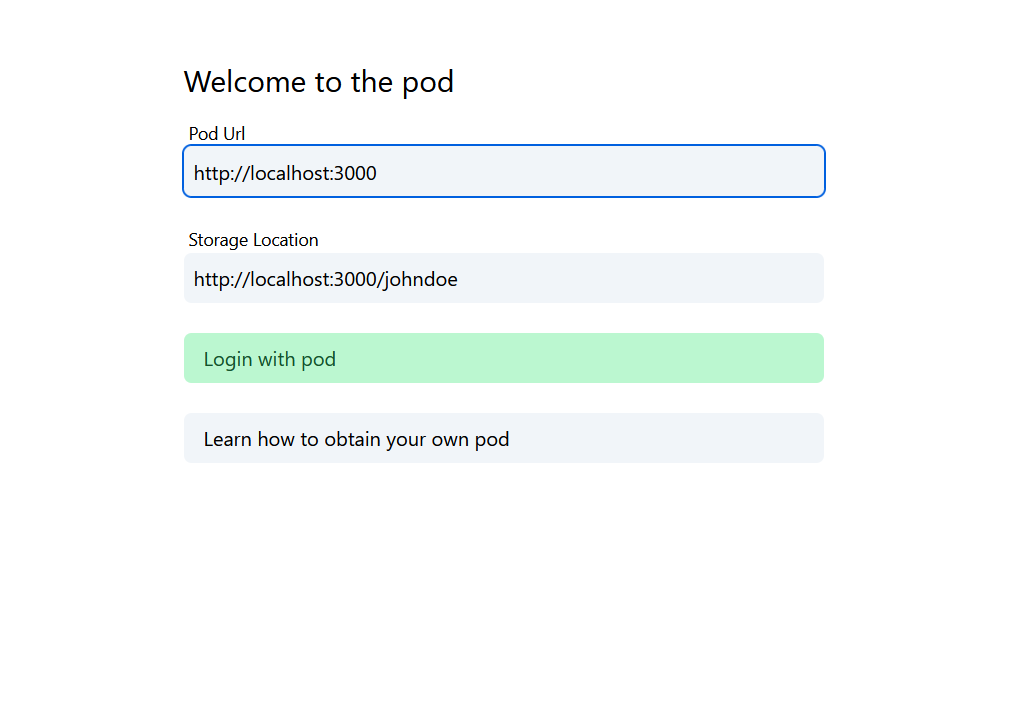 Welcome to the pod
Pod Url
http://localhost:3000
Storage Location
http://localhost:3000/johndoe
Login with pod
Learn how to obtain your own pod